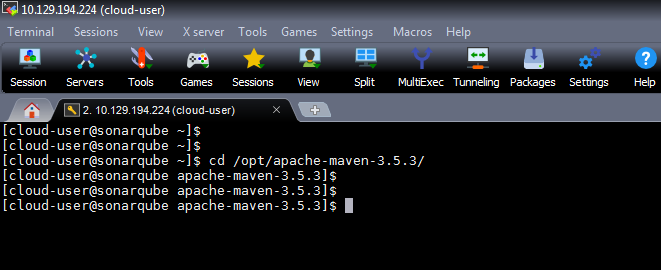 10.129.194.224 (cloud-user)
Terminal Sessions View X server Tools Games Settings Macros Help
Session Servers Tools Games Sessions View Split MultiExec Tunneling Packages Settings Help
2. 10.129.194.224 (cloud-user)
[cloud-user@sonarqube ~]$
[cloud-user@sonarqube ~]$
[cloud-user@sonarqube ~]$ cd /opt/apache-maven-3.5.3/
[cloud-user@sonarqube apache-maven-3.5.3]$
[cloud-user@sonarqube apache-maven-3.5.3]$
[cloud-user@sonarqube apache-maven-3.5.3]$